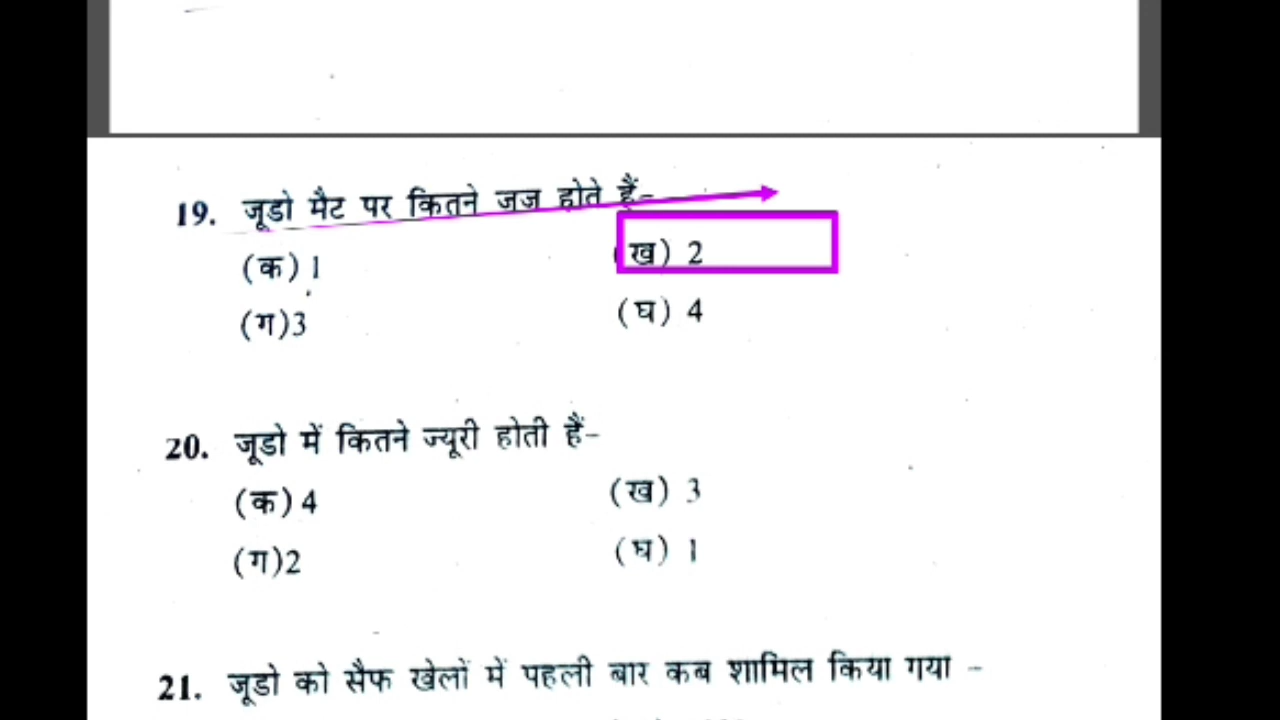 19. जूडो मैट पर कितने जज होते हैं-
(क) 1 (ख) 2
(ग)3 (घ) 4
20. जूडो में कितने ज्यूरी होती हैं-
(क) 4 (ख) 3
(ग)2 (घ) 1
21. जूडो को सैफ खेलों में पहली बार कब शामिल किया गया -